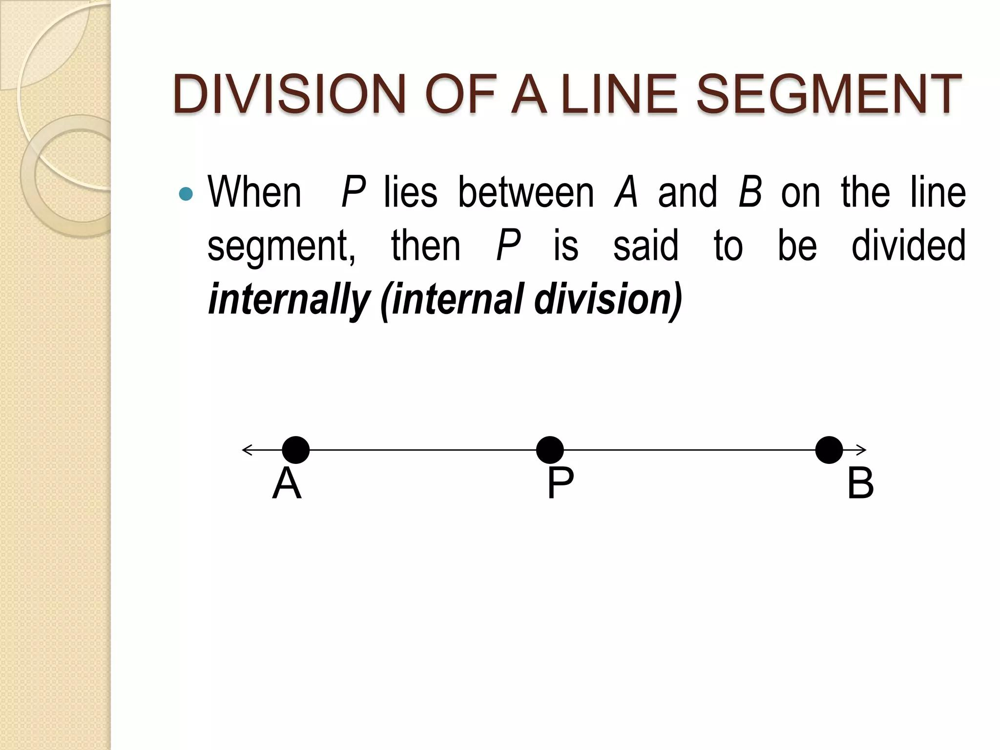 DIVISION OF A LINE SEGMENT
When P lies between A and B on the line
segment, then P is said to be divided
internally (internal division)
A P B